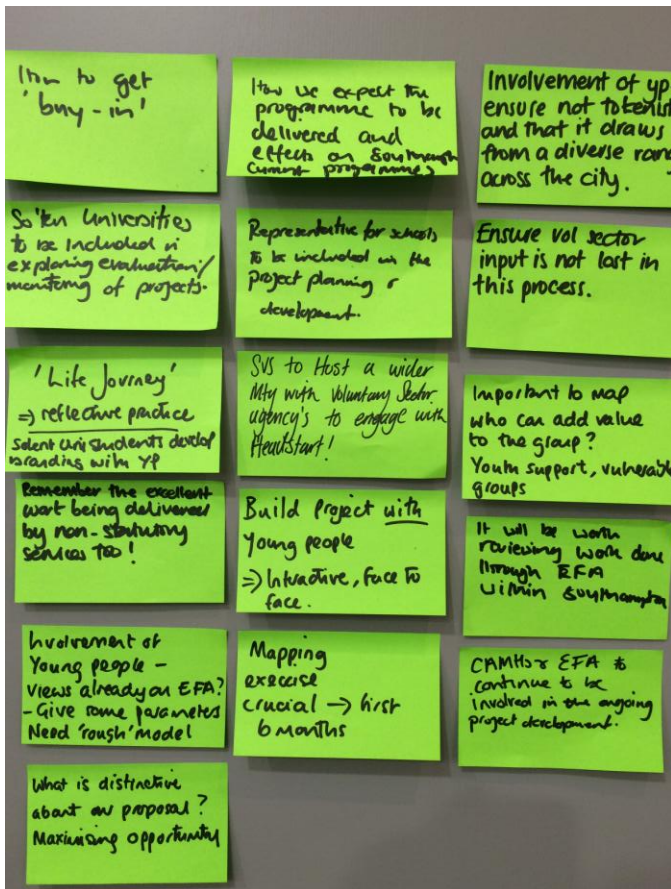 How to get
'buy-in'
How we expect the
programme to be
delivered and
effects on Southampton
current programmes
Involvement of yp
ensure not tokenist
and that it draws
from a diverse rang
across the city.
So'ton Universities
to be included in
exploring evaluation/
monitoring of projects.
Representative for schools
to be included in the
project planning &
development.
Ensure vol sector
input is not lost in
this process.
'Life Journey'
⇒ reflective practice
Solent Uni students develop
branding with YP
SVS to Host a wider
Mtg with Voluntary Sector
agency's to engage with
HeadStart!
Important to map
who can add value
to the group?
Youth support, vulnerable
groups
Remember the excellent
work being delivered
by non-statutory
services too!
Build project with
Young people
⇒ Intractive, face to
face.
It will be worth
reviewing work done
through EFA
within Southampton
Involvement of
Young people –
views already on EFA?
- Give some parameters
Need 'rough' model
Mapping
exercise
crucial → first
6 months
CAMHS & EFA to
continue to be
involved in the ongoing
project development.
What is distinctive
about our proposal?
Maximising opportunity